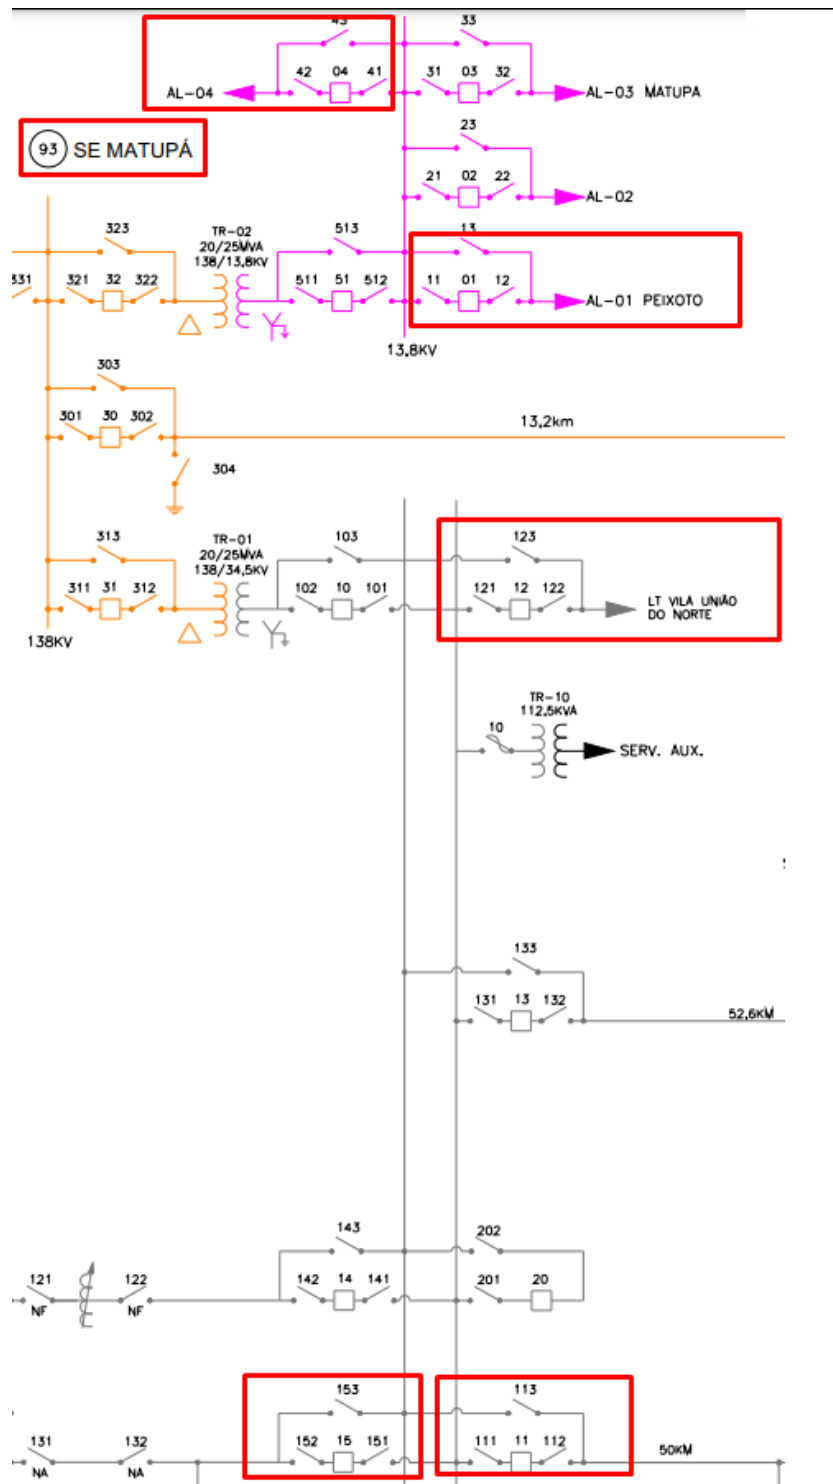 43 33
42 04 41 31 03 32
AL-04 AL-03 MATUPA
23
93 SE MATUPÁ
21 02 22
AL-02
323 TR-02 513 13
20/25MVA
138/13,8KV
331 321 32 322 511 51 512 11 01 12
AL-01 PEIXOTO
13,8KV
303
301 30 302 13,2km
304
313 TR-01 103 123
20/25MVA
138/34,5KV
311 31 312 102 10 101 121 12 122
LT VILA UNIÃO
DO NORTE
138KV
TR-10
112,5KVA
10
SERV. AUX.
133
131 13 132 52,6KM
143 202
121 122 142 14 141 201 20
NF NF
153 113
131 132 152 15 151 111 11 112 50KM
NA NA